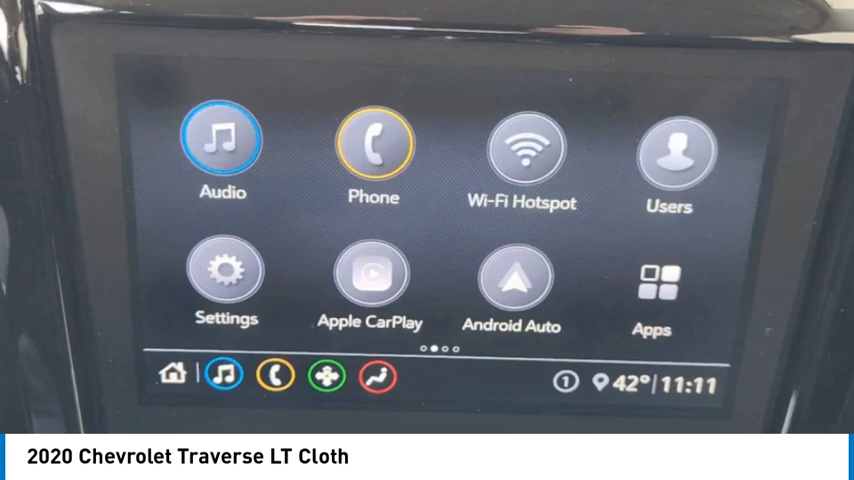 Audio
Phone
Wi-Fi Hotspot
Users
Settings
Apple CarPlay
Android Auto
Apps
1 42° 11:11
2020 Chevrolet Traverse LT Cloth